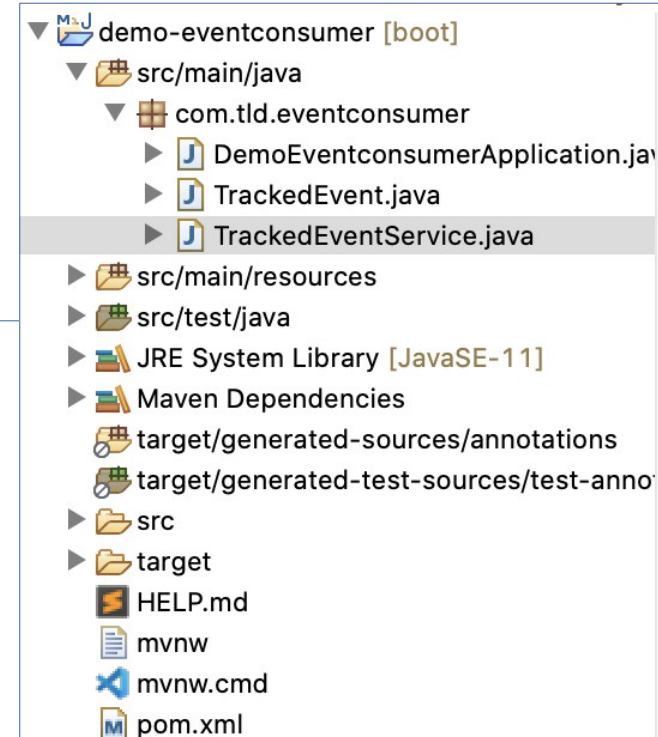 demo-eventconsumer [boot]
src/main/java
com.tld.eventconsumer
DemoEventconsumerApplication.jav
TrackedEvent.java
TrackedEventService.java
src/main/resources
src/test/java
JRE System Library [JavaSE-11]
Maven Dependencies
target/generated-sources/annotations
target/generated-test-sources/test-annot
src
target
HELP.md
mvnw
mvnw.cmd
pom.xml